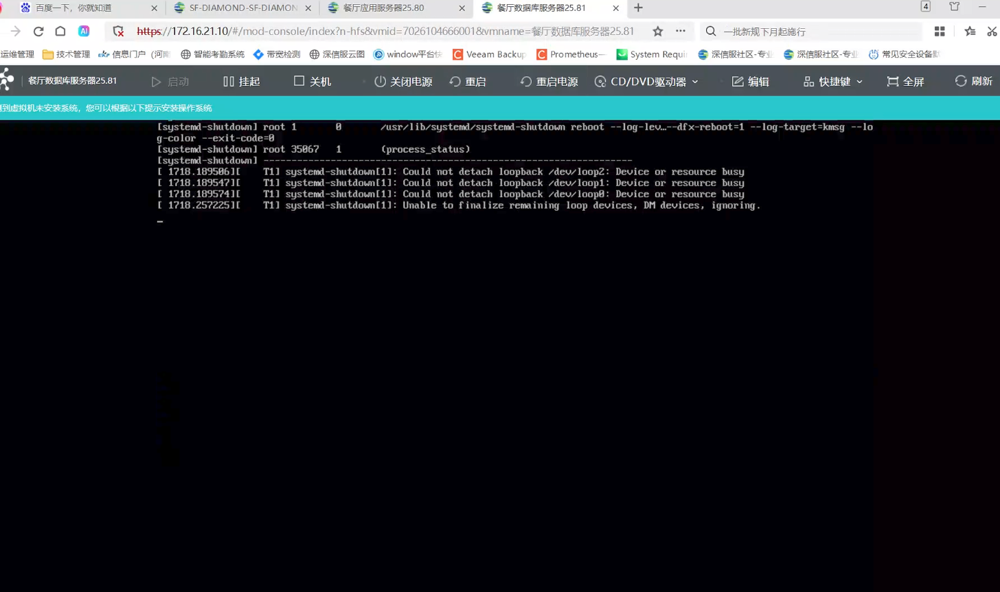 百度一下，你就知道
SF-DIAMOND-SF-DIAMON
餐厅应用服务器25.80
餐厅数据库服务器25.81
4
AI
https://172.16.21.10/#/mod-console/index?n-hfs&vmid=7026104666001&vmname=餐厅数据库服务器25.81
一批新规下月起施行
运维管理
技术管理
EKP 信息门户（河南
智能考勤系统
带宽检测
深信服云图
window平台快
Veeam Backup
Prometheus—
System Requi
深信服社区-专业
深信服社区-专业
常见安全设备默
餐厅数据库服务器25.81
启动
挂起
关机
关闭电源
重启
重启电源
CD/DVD驱动器
编辑
快捷键
全屏
刷新
到虚拟机未安装系统，您可以根据以下提示安装操作系统
[systemd-shutdown] root 1 0 /usr/lib/systemd/systemd-shutdown reboot --log-lev…--dfx-reboot=1 --log-target=kmsg --lo
g-color --exit-code=0
[systemd-shutdown] root 35067 1 (process_status)
[systemd-shutdown] ------------------------------------------------------------------
[ 1718.189506][ T1] systemd-shutdown[1]: Could not detach loopback /dev/loop2: Device or resource busy
[ 1718.189547][ T1] systemd-shutdown[1]: Could not detach loopback /dev/loop1: Device or resource busy
[ 1718.189574][ T1] systemd-shutdown[1]: Could not detach loopback /dev/loop0: Device or resource busy
[ 1718.257225][ T1] systemd-shutdown[1]: Unable to finalize remaining loop devices, DM devices, ignoring.
_